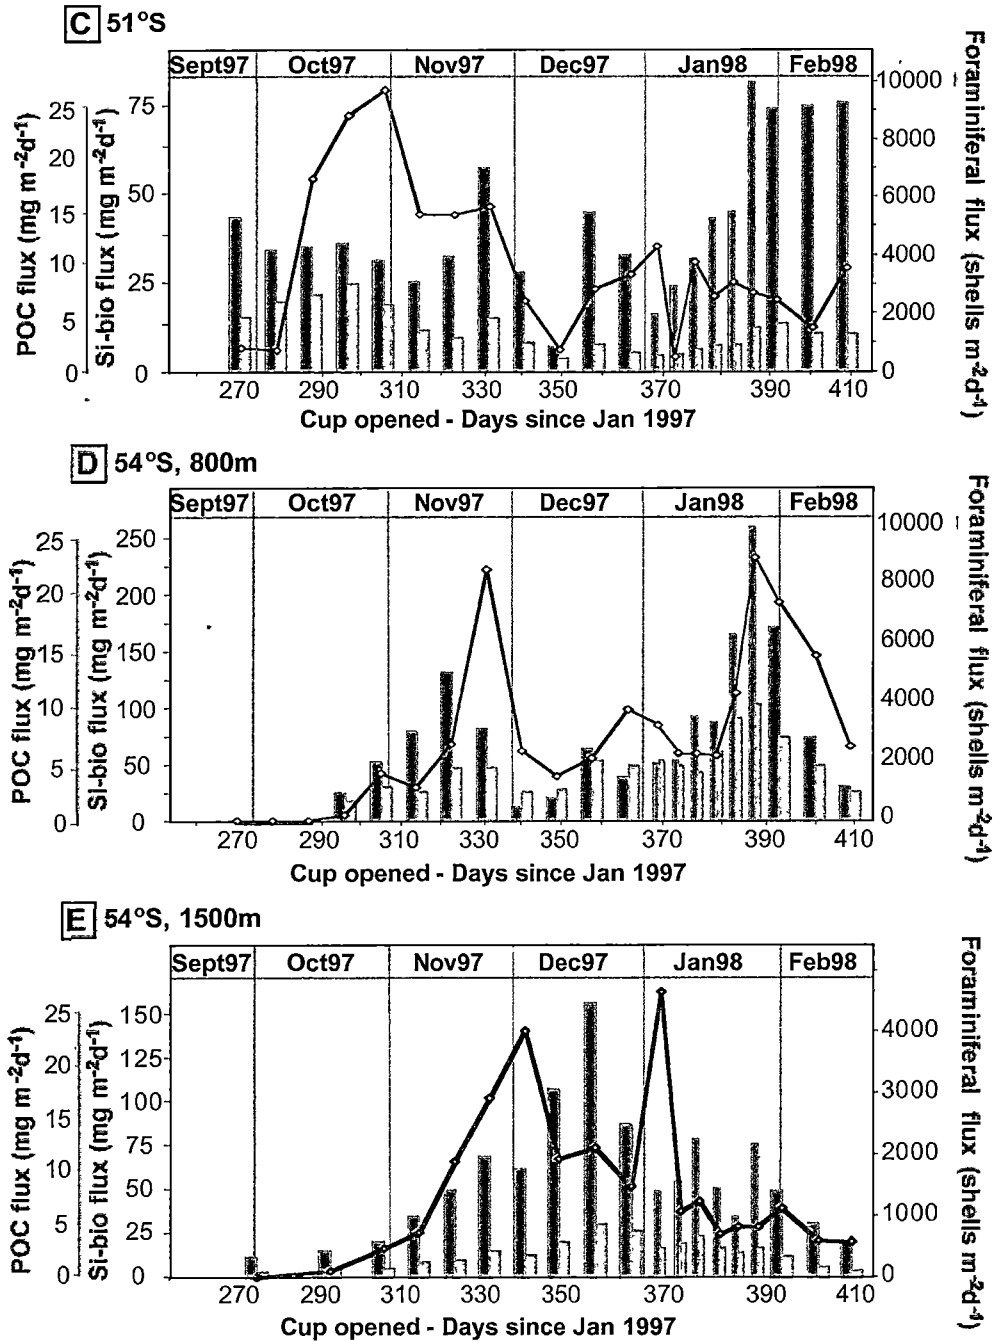 C 51°S
Sept97 Oct97 Nov97 Dec97 Jan98 Feb98
POC flux (mg m-2d-1)
25
20
15
10
5
0
Si-bio flux (mg m-2d-1)
75
50
25
0
10000
8000
6000
4000
2000
0
Foraminiferal flux (shells m-2d-1)
270 290 310 330 350 370 390 410
Cup opened - Days since Jan 1997
D 54°S, 800m
Sept97 Oct97 Nov97 Dec97 Jan98 Feb98
POC flux (mg m-2d-1)
25
20
15
10
5
0
Si-bio flux (mg m-2d-1)
250
200
150
100
50
0
10000
8000
6000
4000
2000
0
Foraminiferal flux (shells m-2d-1)
270 290 310 330 350 370 390 410
Cup opened - Days since Jan 1997
E 54°S, 1500m
Sept97 Oct97 Nov97 Dec97 Jan98 Feb98
POC flux (mg m-2d-1)
25
20
15
10
5
0
Si-bio flux (mg m-2d-1)
150
125
100
75
50
25
0
4000
3000
2000
1000
0
Foraminiferal flux (shells m-2d-1)
270 290 310 330 350 370 390 410
Cup opened - Days since Jan 1997